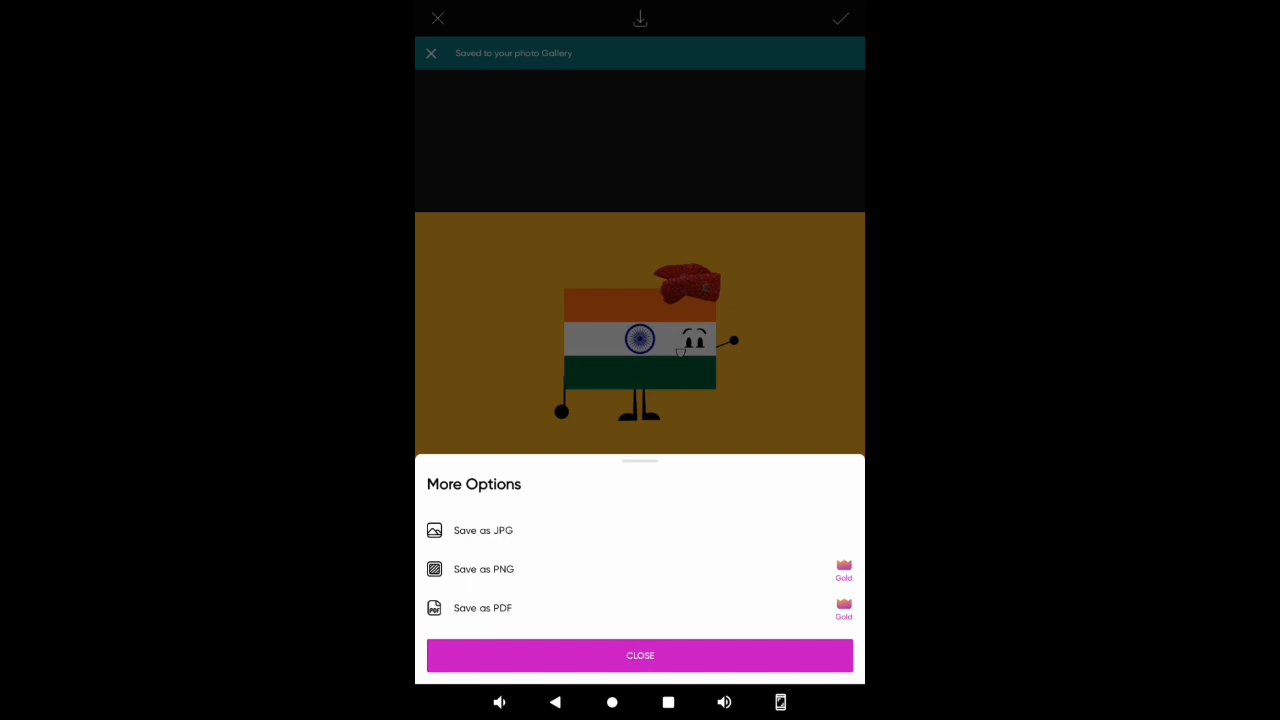 Saved to your photo Gallery
More Options
Save as JPG
Save as PNG
Gold
Save as PDF
Gold
CLOSE